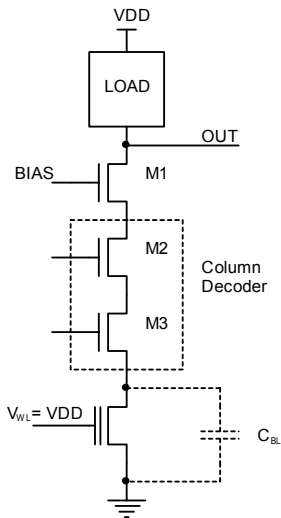 VDD
LOAD
OUT
BIAS
M1
M2
Column
Decoder
M3
VWL= VDD
CBL